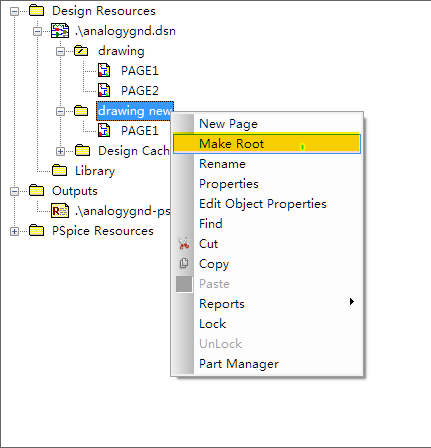 Design Resources
.\analogygnd.dsn
drawing
PAGE1
PAGE2
drawing new
PAGE1
Design Cach
Library
Outputs
.\analogygnd-ps
PSpice Resources
New Page
Make Root
Rename
Properties
Edit Object Properties
Find
Cut
Copy
Paste
Reports
Lock
UnLock
Part Manager